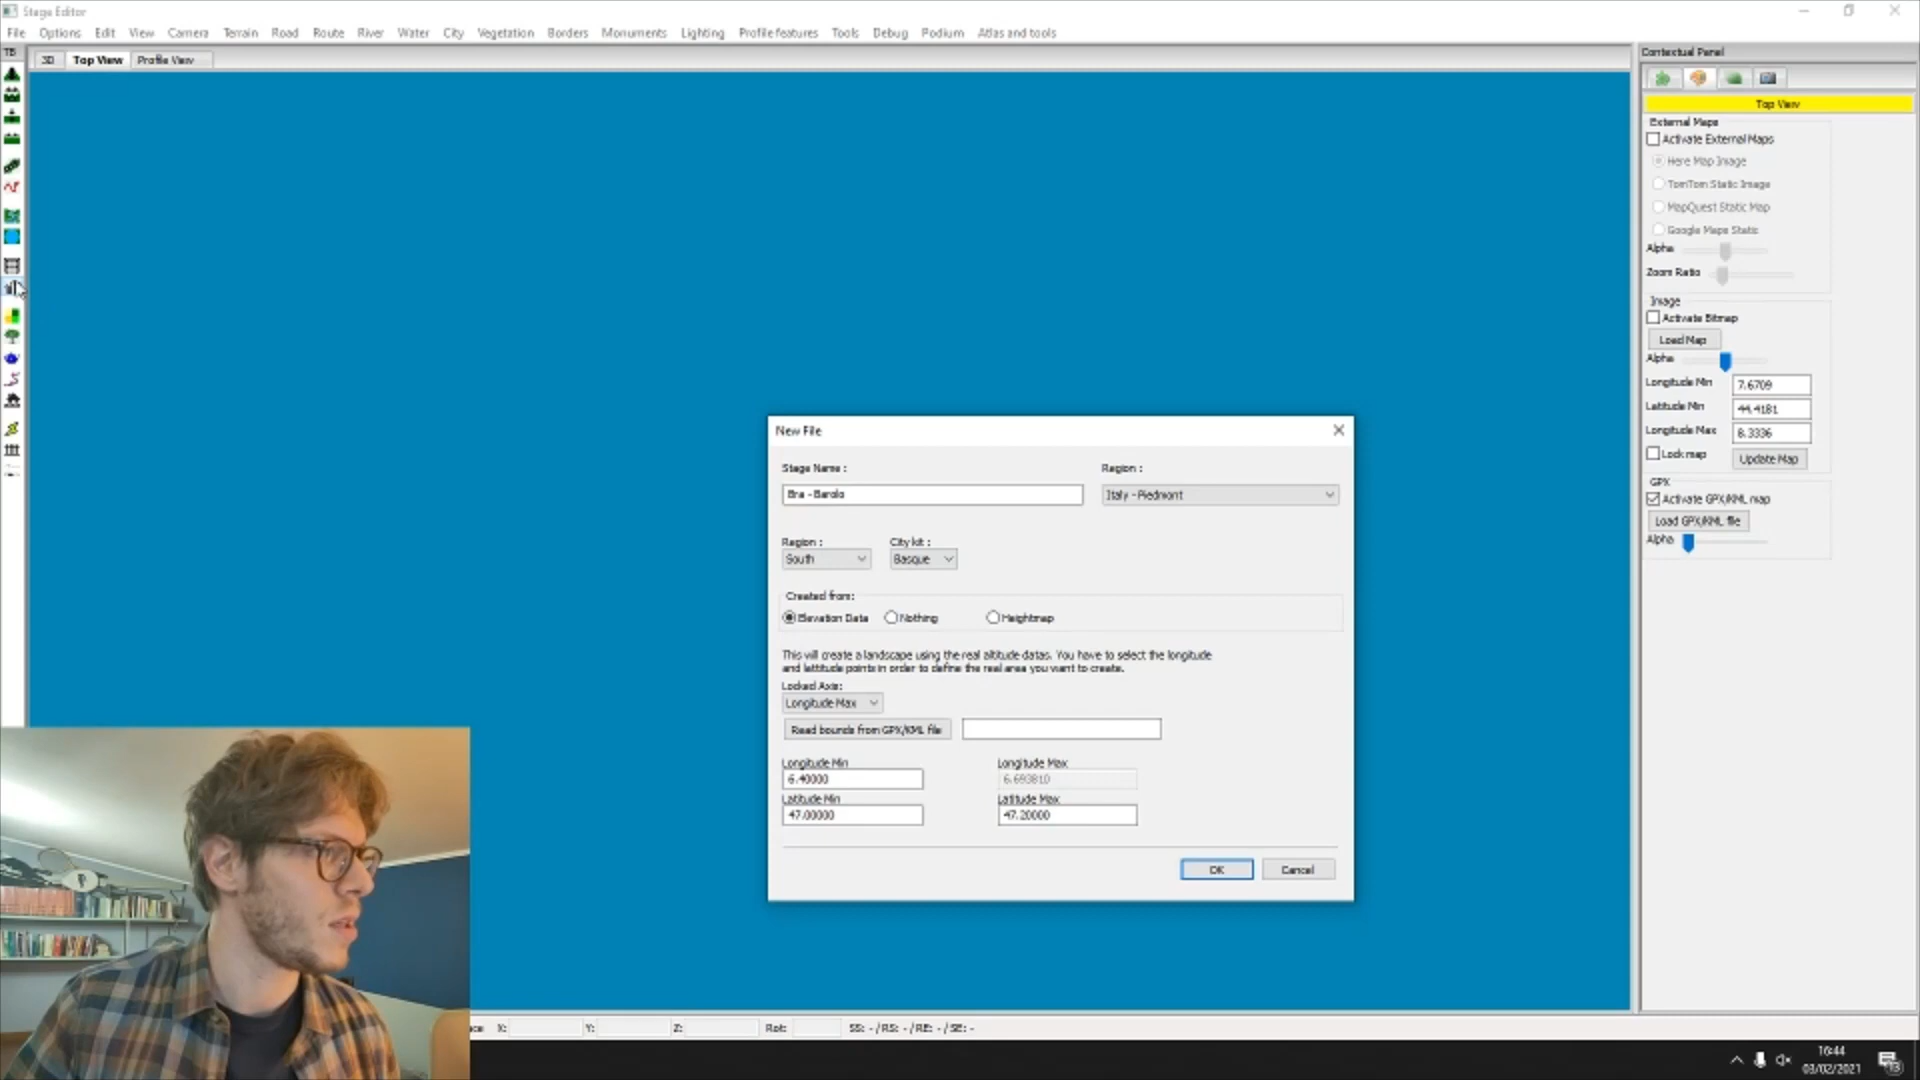 Stage Editor
File Options Edit View Camera Terrain Road Route River Water City Vegetation Borders Monuments Lighting Profile features Tools Debug Podium Atlas and tools
TB
3D Top View Profile View
Contextual Panel
Top View
External Maps
Activate External Maps
Here Map Image
TomTom Static Image
MapQuest Static Map
Google Maps Static
Alpha
Zoom Ratio
Image
Activate Bitmap
Load Map
Alpha
Longitude Min 7.6709
Latitude Min 44.4181
Longitude Max 8.3336
Lock map Update Map
GPX
Activate GPX/KML map
Load GPX/KML file
Alpha
New File
Stage Name : Region :
Bra - Barolo Italy - Piedmont
Region : City kit :
South Basque
Created from:
Elevation Data Nothing Heightmap
This will create a landscape using the real altitude datas. You have to select the longitude
and lattitude points in order to define the real area you want to create.
Locked Axis:
Longitude Max
Read bounds from GPX/KML file
Longitude Min Longitude Max
6.40000 6.693810
Latitude Min Latitude Max
47.00000 47.20000
OK Cancel
X: Y: Z: Rot: SS: - / RS: - / RE: - / SE: -
16:44
03/02/2021